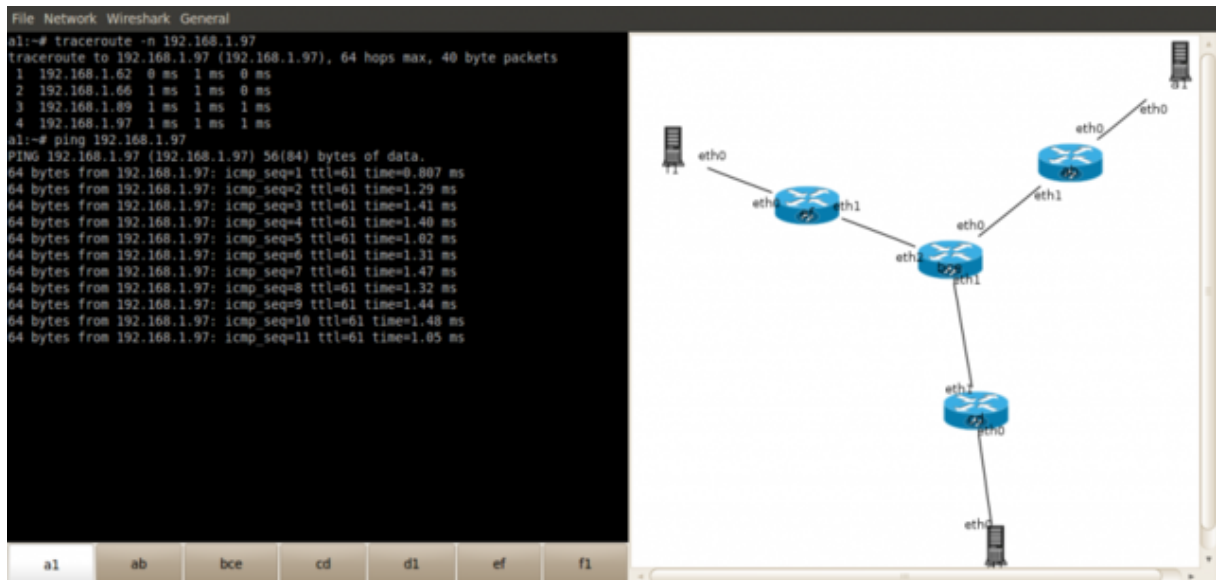 File Network Wireshark General
a1:~# traceroute -n 192.168.1.97
traceroute to 192.168.1.97 (192.168.1.97), 64 hops max, 40 byte packets
1 192.168.1.62 0 ms 1 ms 0 ms
2 192.168.1.66 1 ms 1 ms 0 ms
3 192.168.1.89 1 ms 1 ms 1 ms
4 192.168.1.97 1 ms 1 ms 1 ms
a1:~# ping 192.168.1.97
PING 192.168.1.97 (192.168.1.97) 56(84) bytes of data.
64 bytes from 192.168.1.97: icmp_seq=1 ttl=61 time=0.807 ms
64 bytes from 192.168.1.97: icmp_seq=2 ttl=61 time=1.29 ms
64 bytes from 192.168.1.97: icmp_seq=3 ttl=61 time=1.41 ms
64 bytes from 192.168.1.97: icmp_seq=4 ttl=61 time=1.40 ms
64 bytes from 192.168.1.97: icmp_seq=5 ttl=61 time=1.02 ms
64 bytes from 192.168.1.97: icmp_seq=6 ttl=61 time=1.31 ms
64 bytes from 192.168.1.97: icmp_seq=7 ttl=61 time=1.47 ms
64 bytes from 192.168.1.97: icmp_seq=8 ttl=61 time=1.32 ms
64 bytes from 192.168.1.97: icmp_seq=9 ttl=61 time=1.44 ms
64 bytes from 192.168.1.97: icmp_seq=10 ttl=61 time=1.48 ms
64 bytes from 192.168.1.97: icmp_seq=11 ttl=61 time=1.05 ms
a1 ab bce cd d1 ef f1
a1
eth0
eth0
eth1
f1
eth0
eth0
eth1
eth0
eth2
bce
eth1
eth1
eth0
eth0